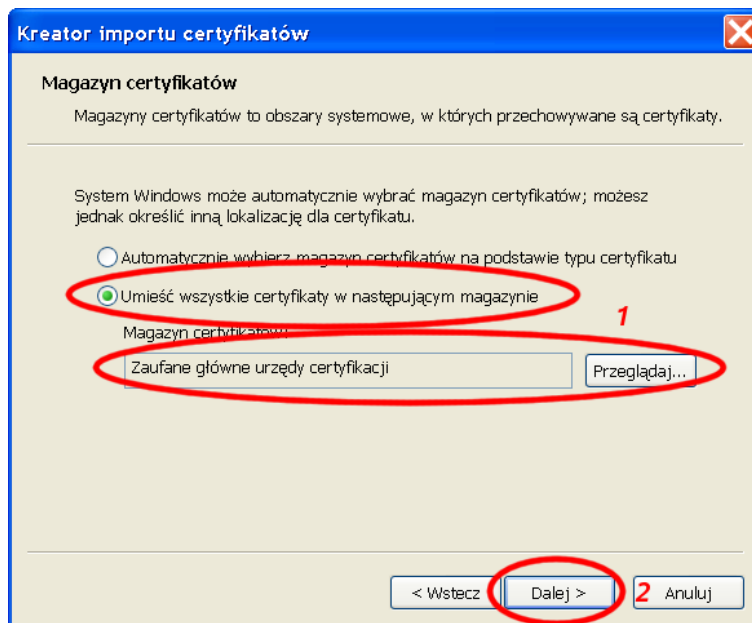 Kreator importu certyfikatów
Magazyn certyfikatów
Magazyny certyfikatów to obszary systemowe, w których przechowywane są certyfikaty.
System Windows może automatycznie wybrać magazyn certyfikatów; możesz
jednak określić inną lokalizację dla certyfikatu.
Automatycznie wybierz magazyn certyfikatów na podstawie typu certyfikatu
Umieść wszystkie certyfikaty w następującym magazynie
1
Magazyn certyfikatów:
Zaufane główne urzędy certyfikacji
Przeglądaj...
< Wstecz
Dalej >
2
Anuluj